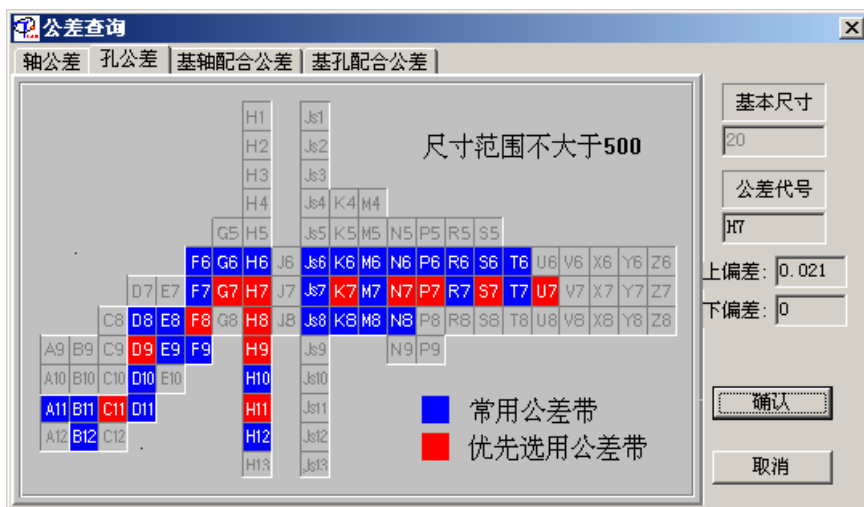 公差查询
轴公差 孔公差 基轴配合公差 基孔配合公差
H1 Js1
H2 Js2
H3 Js3
H4 Js4 K4 M4
G5 H5 Js5 K5 M5 N5 P5 R5 S5
F6 G6 H6 J6 Js6 K6 M6 N6 P6 R6 S6 T6 U6 V6 X6 Y6 Z6
D7 E7 F7 G7 H7 J7 Js7 K7 M7 N7 P7 R7 S7 T7 U7 V7 X7 Y7 Z7
C8 D8 E8 F8 G8 H8 J8 Js8 K8 M8 N8 P8 R8 S8 T8 U8 V8 X8 Y8 Z8
A9 B9 C9 D9 E9 F9 H9 Js9 N9 P9
A10 B10 C10 D10 E10 H10 Js10
A11 B11 C11 D11 H11 Js11
A12 B12 C12 H12 Js12
H13 Js13
尺寸范围不大于500
常用公差带
优先选用公差带
基本尺寸
20
公差代号
H7
上偏差: 0.021
下偏差: 0
确认
取消